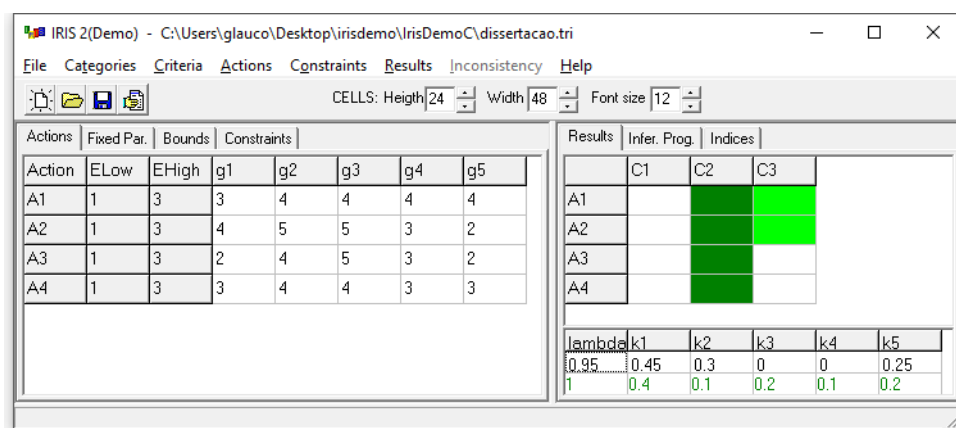 IRIS 2(Demo) - C:\Users\glauco\Desktop\irisdemo\IrisDemoC\dissertacao.tri
File Categories Criteria Actions Constraints Results Inconsistency Help
CELLS: Heigth 24 Width 48 Font size 12
Actions Fixed Par. Bounds Constraints
Action ELow EHigh g1 g2 g3 g4 g5
A1 1 3 3 4 4 4 4
A2 1 3 4 5 5 3 2
A3 1 3 2 4 5 3 2
A4 1 3 3 4 4 3 3
Results Infer. Prog. Indices
C1 C2 C3
A1
A2
A3
A4
lambda k1 k2 k3 k4 k5
0.95 0.45 0.3 0 0 0.25
1 0.4 0.1 0.2 0.1 0.2